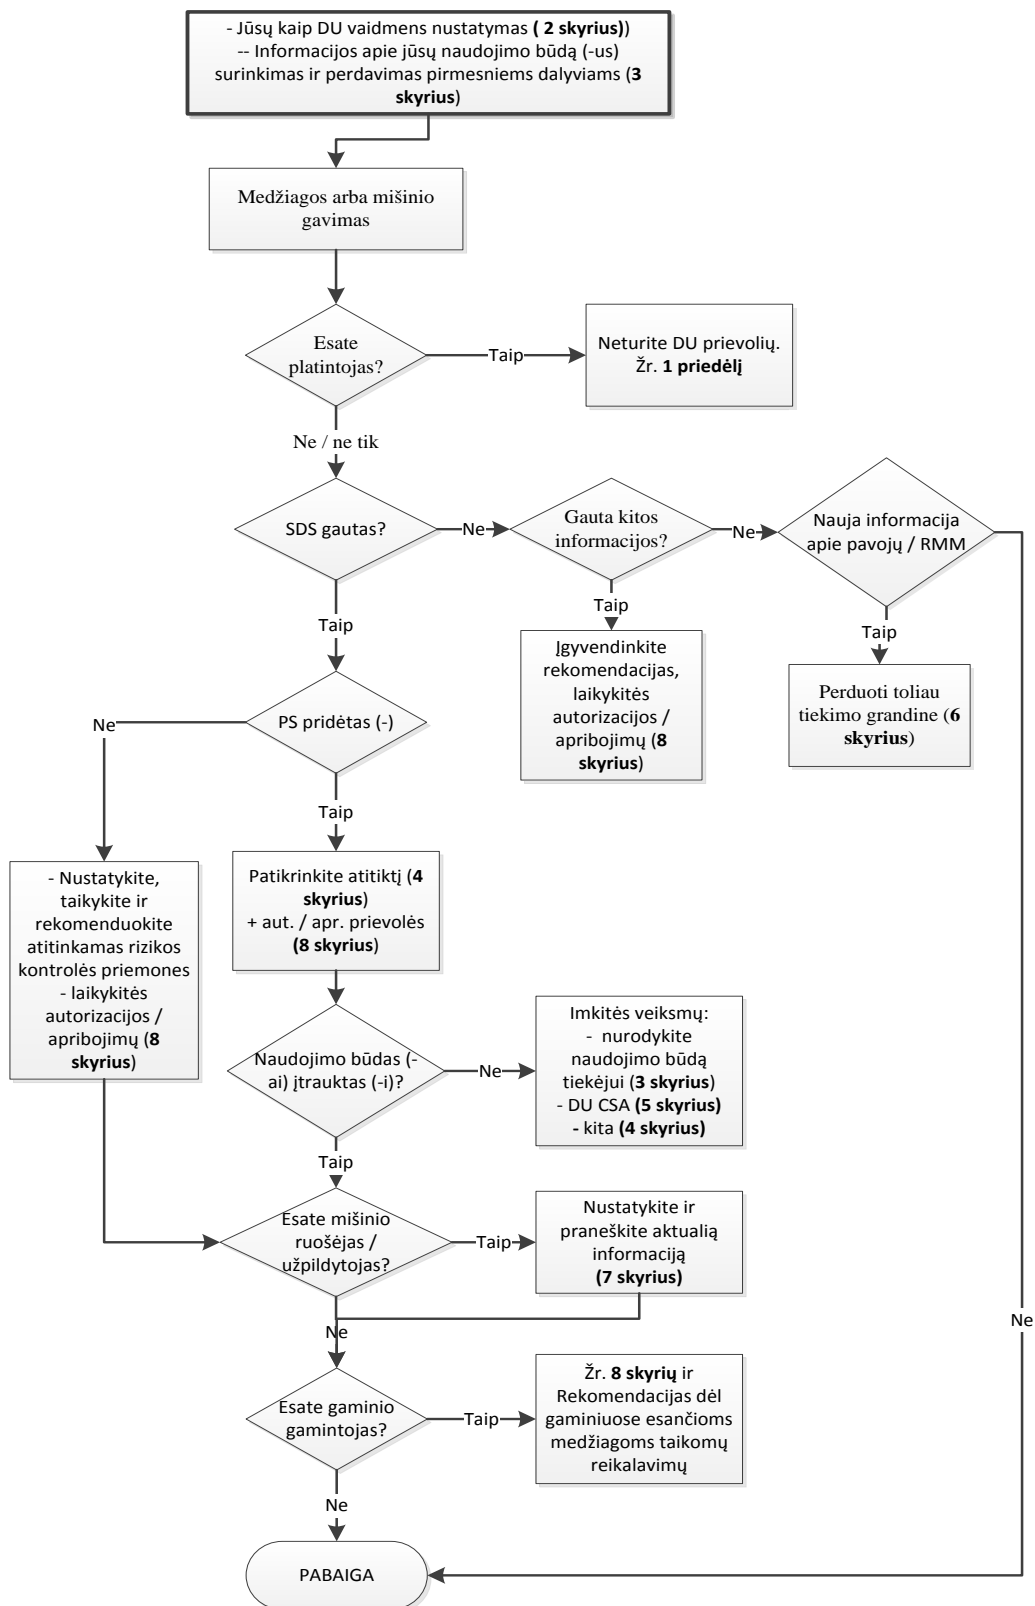 - Jūsų kaip DU vaidmens nustatymas ( 2 skyrius))
-- Informacijos apie jūsų naudojimo būdą (-us)
surinkimas ir perdavimas pirmesniems dalyviams (3
skyrius)
Medžiagos arba mišinio
gavimas
Esate
platintojas?
Taip
Neturite DU prievolių.
Žr. 1 priedėlį
Ne / ne tik
SDS gautas?
Ne
Gauta kitos
informacijos?
Ne
Nauja informacija
apie pavojų / RMM
Taip
Taip
Taip
Įgyvendinkite
rekomendacijas,
laikykitės
autorizacijos /
apribojimų (8
skyrius)
Perduoti toliau
tiekimo grandine (6
skyrius)
Ne
PS pridėtas (-)
Taip
- Nustatykite,
taikykite ir
rekomenduokite
atitinkamas rizikos
kontrolės priemones
- laikykitės
autorizacijos /
apribojimų (8
skyrius)
Patikrinkite atitiktį (4
skyrius)
+ aut. / apr. prievolės
(8 skyrius)
Naudojimo būdas (-
ai) įtrauktas (-i)?
Ne
Imkitės veiksmų:
- nurodykite
naudojimo būdą
tiekėjui (3 skyrius)
- DU CSA (5 skyrius)
- kita (4 skyrius)
Taip
Esate mišinio
ruošėjas /
užpildytojas?
Taip
Nustatykite ir
praneškite aktualią
informaciją
(7 skyrius)
Ne
Ne
Esate gaminio
gamintojas?
Taip
Žr. 8 skyrių ir
Rekomendacijas dėl
gaminiuose esančioms
medžiagoms taikomų
reikalavimų
Ne
PABAIGA